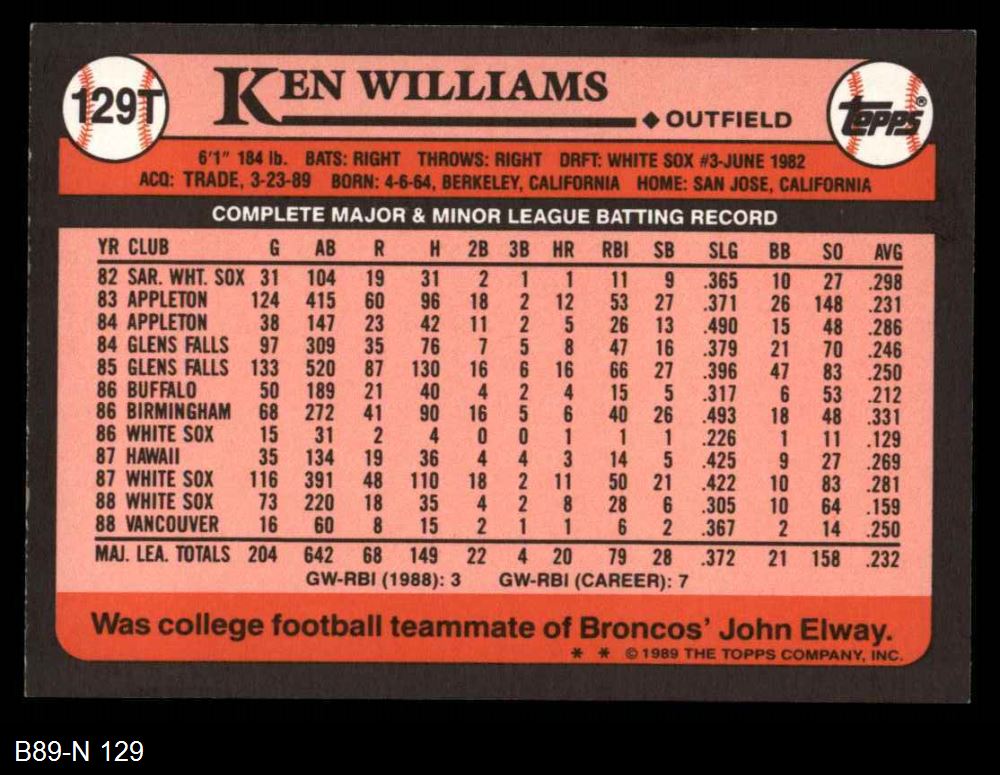 129T
KEN WILLIAMS
◆ OUTFIELD
TOPPS®
6'1" 184 lb. BATS: RIGHT THROWS: RIGHT DRFT: WHITE SOX #3-JUNE 1982
ACQ: TRADE, 3-23-89 BORN: 4-6-64, BERKELEY, CALIFORNIA HOME: SAN JOSE, CALIFORNIA
COMPLETE MAJOR & MINOR LEAGUE BATTING RECORD
YR CLUB G AB R H 2B 3B HR RBI SB SLG BB SO AVG
82 SAR. WHT. SOX 31 104 19 31 2 1 1 11 9 .365 10 27 .298
83 APPLETON 124 415 60 96 18 2 12 53 27 .371 26 148 .231
84 APPLETON 38 147 23 42 11 2 5 26 13 .490 15 48 .286
84 GLENS FALLS 97 309 35 76 7 5 8 47 16 .379 21 70 .246
85 GLENS FALLS 133 520 87 130 16 6 16 66 27 .396 47 83 .250
86 BUFFALO 50 189 21 40 4 2 4 15 5 .317 6 53 .212
86 BIRMINGHAM 68 272 41 90 16 5 6 40 26 .493 18 48 .331
86 WHITE SOX 15 31 2 4 0 0 1 1 1 .226 1 11 .129
87 HAWAII 35 134 19 36 4 4 3 14 5 .425 9 27 .269
87 WHITE SOX 116 391 48 110 18 2 11 50 21 .422 10 83 .281
88 WHITE SOX 73 220 18 35 4 2 8 28 6 .305 10 64 .159
88 VANCOUVER 16 60 8 15 2 1 1 6 2 .367 2 14 .250
MAJ. LEA. TOTALS 204 642 68 149 22 4 20 79 28 .372 21 158 .232
GW-RBI (1988): 3 GW-RBI (CAREER): 7
Was college football teammate of Broncos' John Elway.
* * © 1989 THE TOPPS COMPANY, INC.
B89-N 129